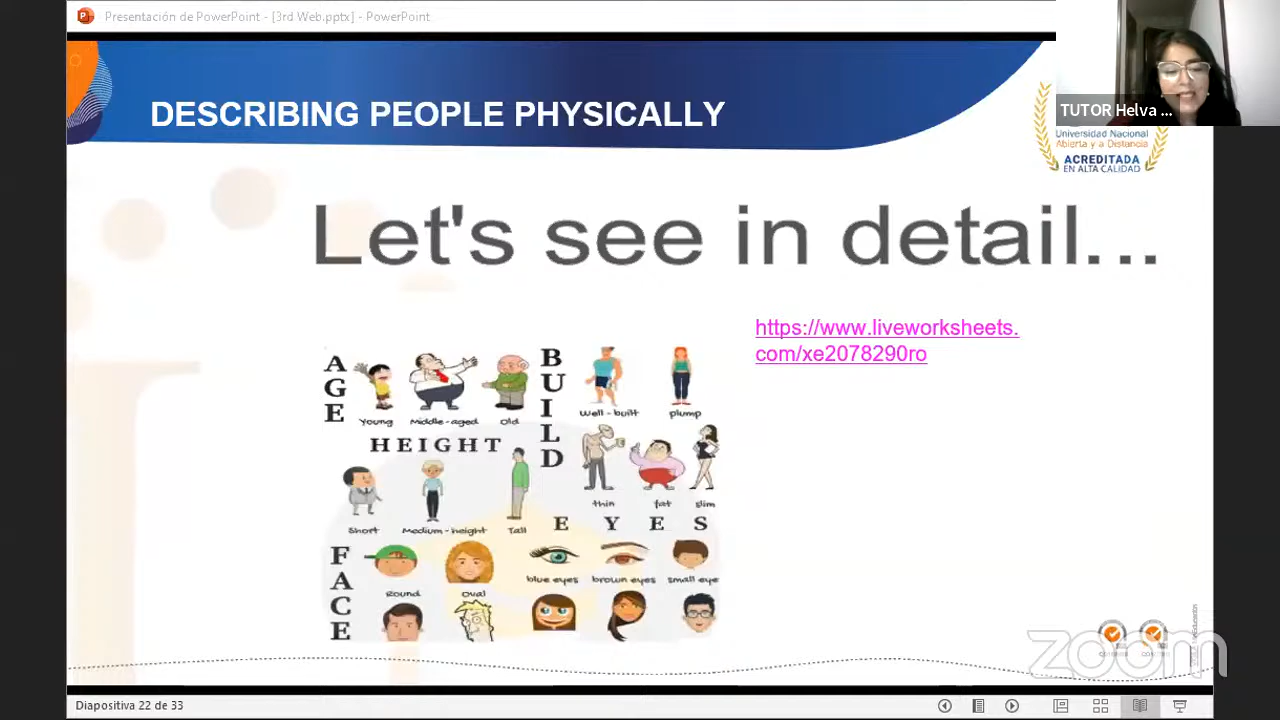 Presentación de PowerPoint - [3rd Web.pptx] - PowerPoint
TUTOR Helva ...
DESCRIBING PEOPLE PHYSICALLY
Universidad Nacional
Abierta y a Distancia
ACREDITADA
EN ALTA CALIDAD
Let's see in detail...
https://www.liveworksheets.
com/xe2078290ro
AGE
Young Middle-aged Old
BUILD
well-built plump
thin fat slim
HEIGHT
Short Medium-height Tall
EYES
blue eyes brown eyes small eye
FACE
Round Oval
zoom
Diapositiva 22 de 33